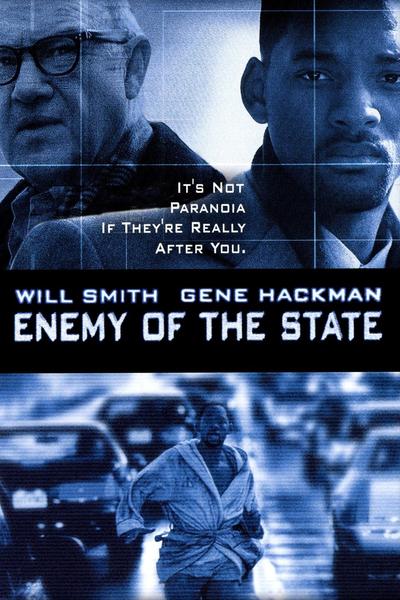 It's Not
Paranoia
If They're Really
After You.
Will Smith Gene Hackman
Enemy of the State